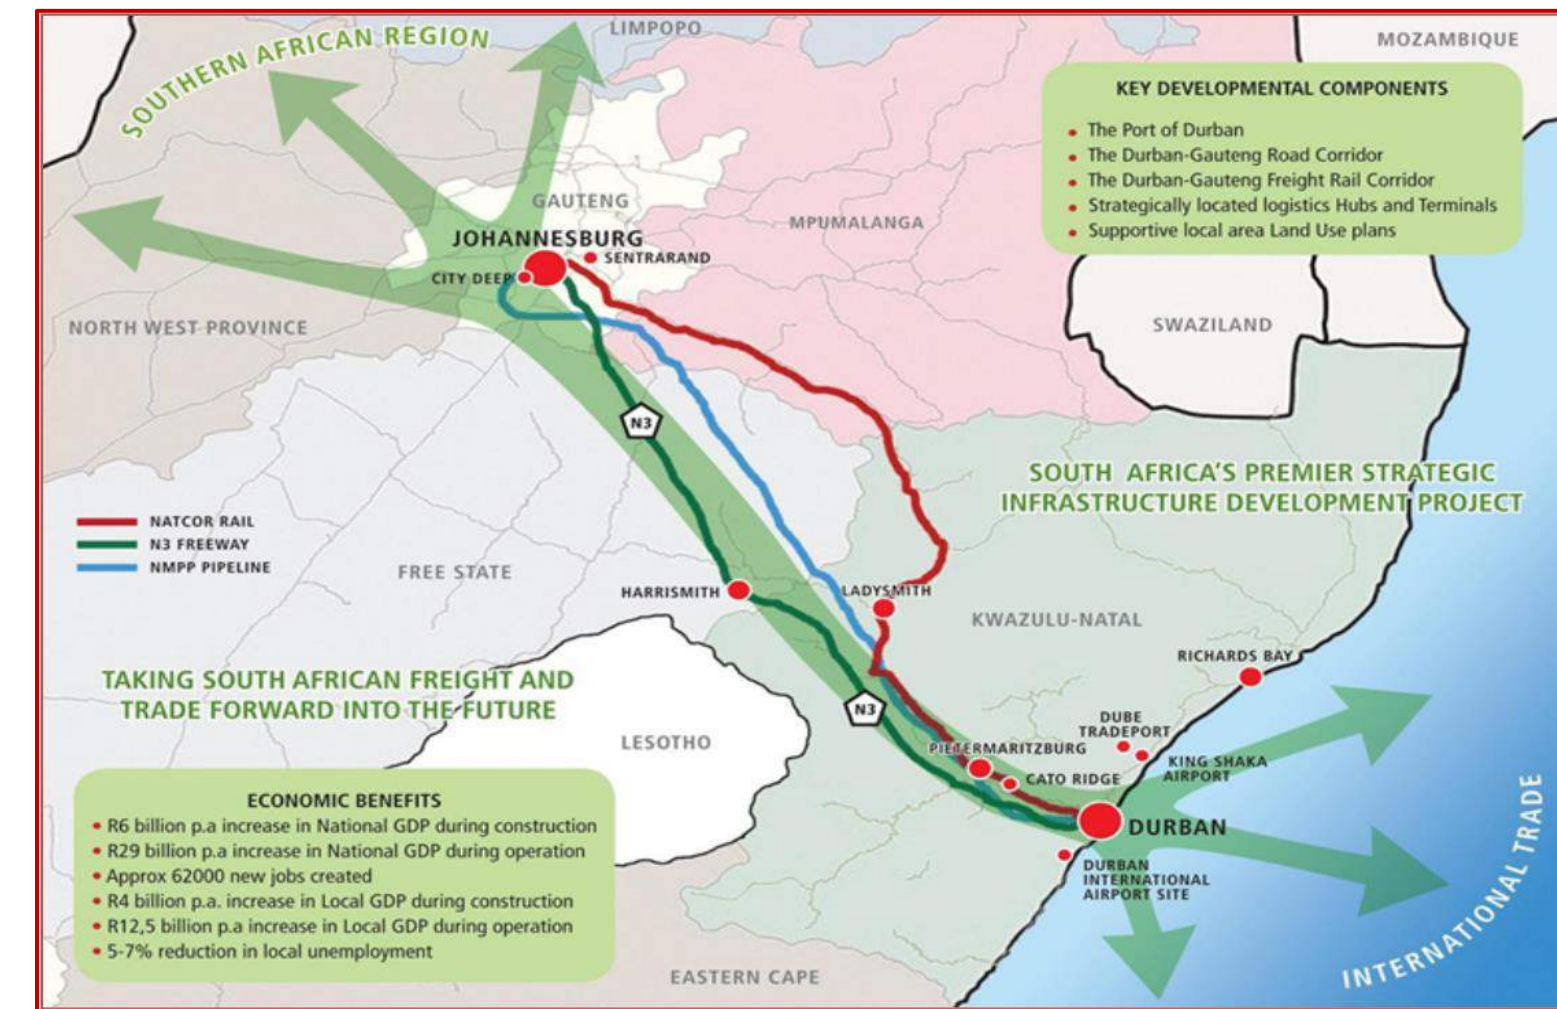 SOUTHERN AFRICAN REGION
LIMPOPO
MOZAMBIQUE
KEY DEVELOPMENTAL COMPONENTS
• The Port of Durban
• The Durban-Gauteng Road Corridor
• The Durban-Gauteng Freight Rail Corridor
• Strategically located logistics Hubs and Terminals
• Supportive local area Land Use plans
GAUTENG
MPUMALANGA
JOHANNESBURG
SENTRARAND
CITY DEEP
NORTH WEST PROVINCE
SWAZILAND
N3
SOUTH AFRICA'S PREMIER STRATEGIC
INFRASTRUCTURE DEVELOPMENT PROJECT
NATCOR RAIL
N3 FREEWAY
NMPP PIPELINE
FREE STATE
HARRISMITH
LADYSMITH
KWAZULU-NATAL
RICHARDS BAY
TAKING SOUTH AFRICAN FREIGHT AND
TRADE FORWARD INTO THE FUTURE
N3
LESOTHO
DUBE
TRADEPORT
PIETERMARITZBURG
KING SHAKA
AIRPORT
CATO RIDGE
DURBAN
DURBAN
INTERNATIONAL
AIRPORT SITE
INTERNATIONAL TRADE
ECONOMIC BENEFITS
• R6 billion p.a increase in National GDP during construction
• R29 billion p.a increase in National GDP during operation
• Approx 62000 new jobs created
• R4 billion p.a. increase in Local GDP during construction
• R12,5 billion p.a increase in Local GDP during operation
• 5-7% reduction in local unemployment
EASTERN CAPE